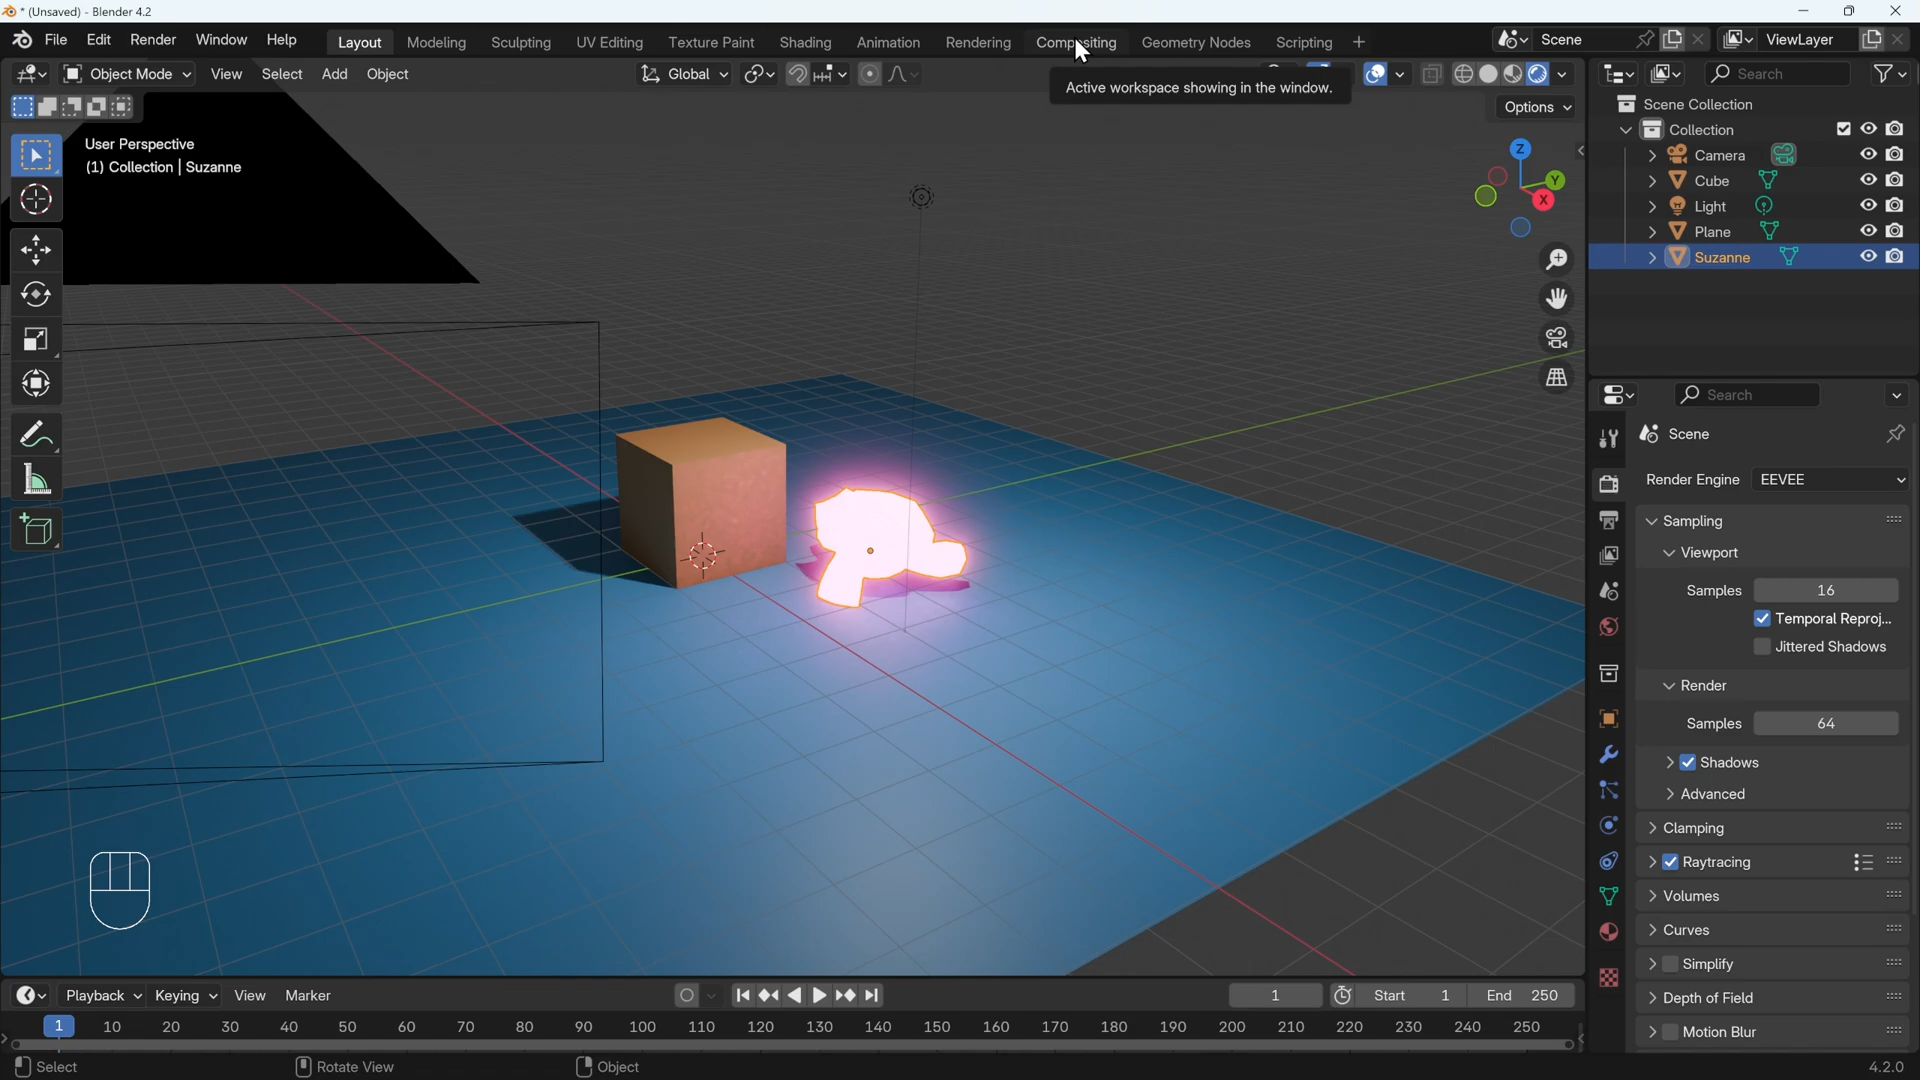 * (Unsaved) - Blender 4.2
File Edit Render Window Help Layout Modeling Sculpting UV Editing Texture Paint Shading Animation Rendering Compositing Geometry Nodes Scripting + Scene ViewLayer
Object Mode View Select Add Object Global Search
Active workspace showing in the window.
Options
User Perspective
(1) Collection | Suzanne
Z
Y
X
Scene Collection
Collection
Camera
Cube
Light
Plane
Suzanne
Search
Scene
Render Engine EEVEE
Sampling
Viewport
Samples 16
Temporal Reproj...
Jittered Shadows
Render
Samples 64
Shadows
Advanced
Clamping
Raytracing
Volumes
Curves
Simplify
Depth of Field
Motion Blur
Playback Keying View Marker 1 Start 1 End 250
1 10 20 30 40 50 60 70 80 90 100 110 120 130 140 150 160 170 180 190 200 210 220 230 240 250
Select Rotate View Object 4.2.0